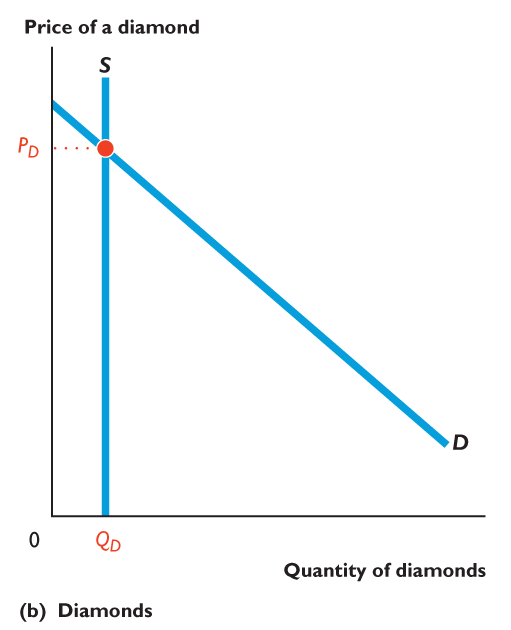 Price of a diamond
S
P_D
D
0
Q_D
Quantity of diamonds
(b) Diamonds